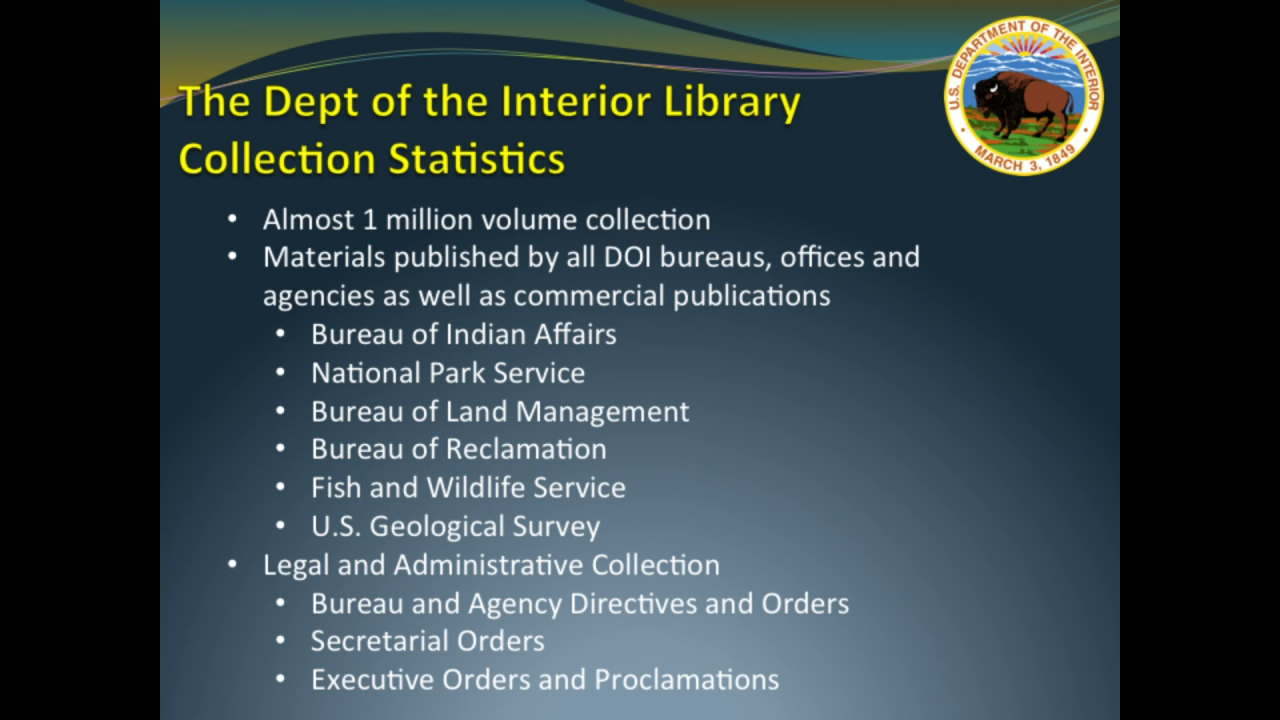 The Dept of the Interior Library
Collection Statistics
U.S. DEPARTMENT OF THE INTERIOR
MARCH 3, 1849
• Almost 1 million volume collection
• Materials published by all DOI bureaus, offices and
agencies as well as commercial publications
• Bureau of Indian Affairs
• National Park Service
• Bureau of Land Management
• Bureau of Reclamation
• Fish and Wildlife Service
• U.S. Geological Survey
• Legal and Administrative Collection
• Bureau and Agency Directives and Orders
• Secretarial Orders
• Executive Orders and Proclamations